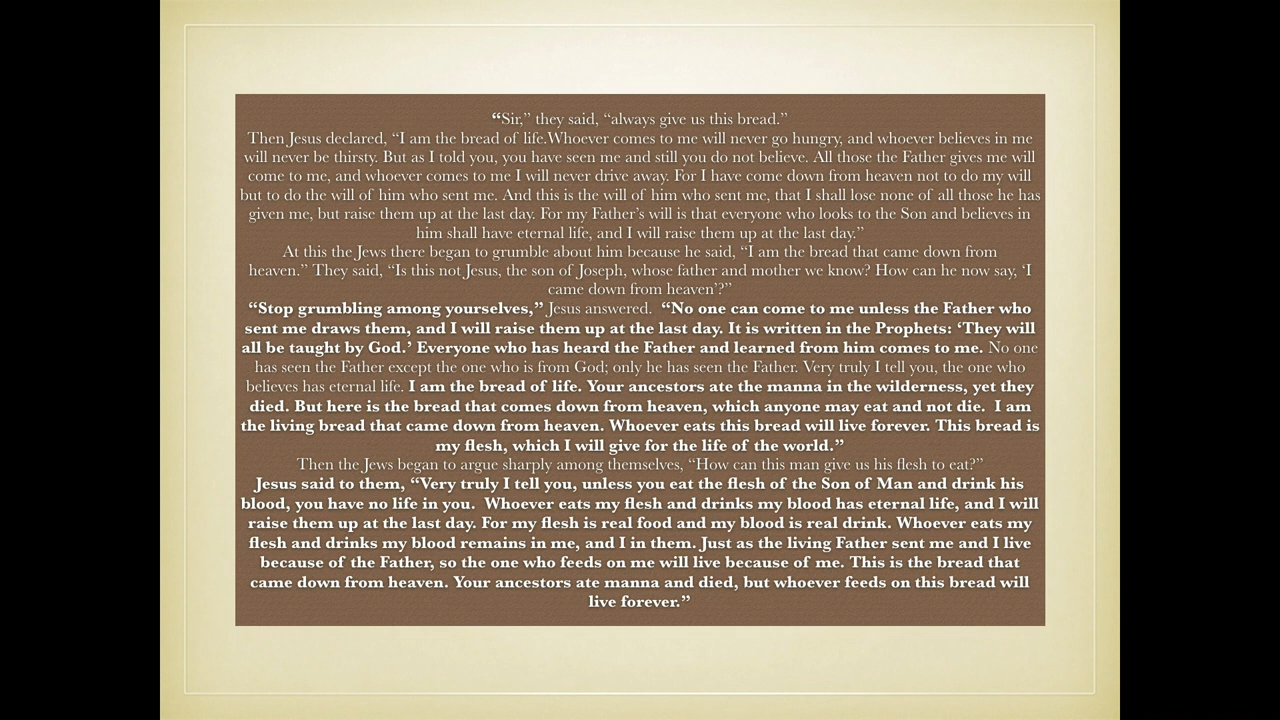 “Sir,” they said, “always give us this bread.”
Then Jesus declared, “I am the bread of life.Whoever comes to me will never go hungry, and whoever believes in me
will never be thirsty. But as I told you, you have seen me and still you do not believe. All those the Father gives me will
come to me, and whoever comes to me I will never drive away. For I have come down from heaven not to do my will
but to do the will of him who sent me. And this is the will of him who sent me, that I shall lose none of all those he has
given me, but raise them up at the last day. For my Father’s will is that everyone who looks to the Son and believes in
him shall have eternal life, and I will raise them up at the last day.”
At this the Jews there began to grumble about him because he said, “I am the bread that came down from
heaven.” They said, “Is this not Jesus, the son of Joseph, whose father and mother we know? How can he now say, ‘I
came down from heaven’?”
“Stop grumbling among yourselves,” Jesus answered. “No one can come to me unless the Father who
sent me draws them, and I will raise them up at the last day. It is written in the Prophets: ‘They will
all be taught by God.’ Everyone who has heard the Father and learned from him comes to me. No one
has seen the Father except the one who is from God; only he has seen the Father. Very truly I tell you, the one who
believes has eternal life. I am the bread of life. Your ancestors ate the manna in the wilderness, yet they
died. But here is the bread that comes down from heaven, which anyone may eat and not die. I am
the living bread that came down from heaven. Whoever eats this bread will live forever. This bread is
my flesh, which I will give for the life of the world.”
Then the Jews began to argue sharply among themselves, “How can this man give us his flesh to eat?”
Jesus said to them, “Very truly I tell you, unless you eat the flesh of the Son of Man and drink his
blood, you have no life in you. Whoever eats my flesh and drinks my blood has eternal life, and I will
raise them up at the last day. For my flesh is real food and my blood is real drink. Whoever eats my
flesh and drinks my blood remains in me, and I in them. Just as the living Father sent me and I live
because of the Father, so the one who feeds on me will live because of me. This is the bread that
came down from heaven. Your ancestors ate manna and died, but whoever feeds on this bread will
live forever.”